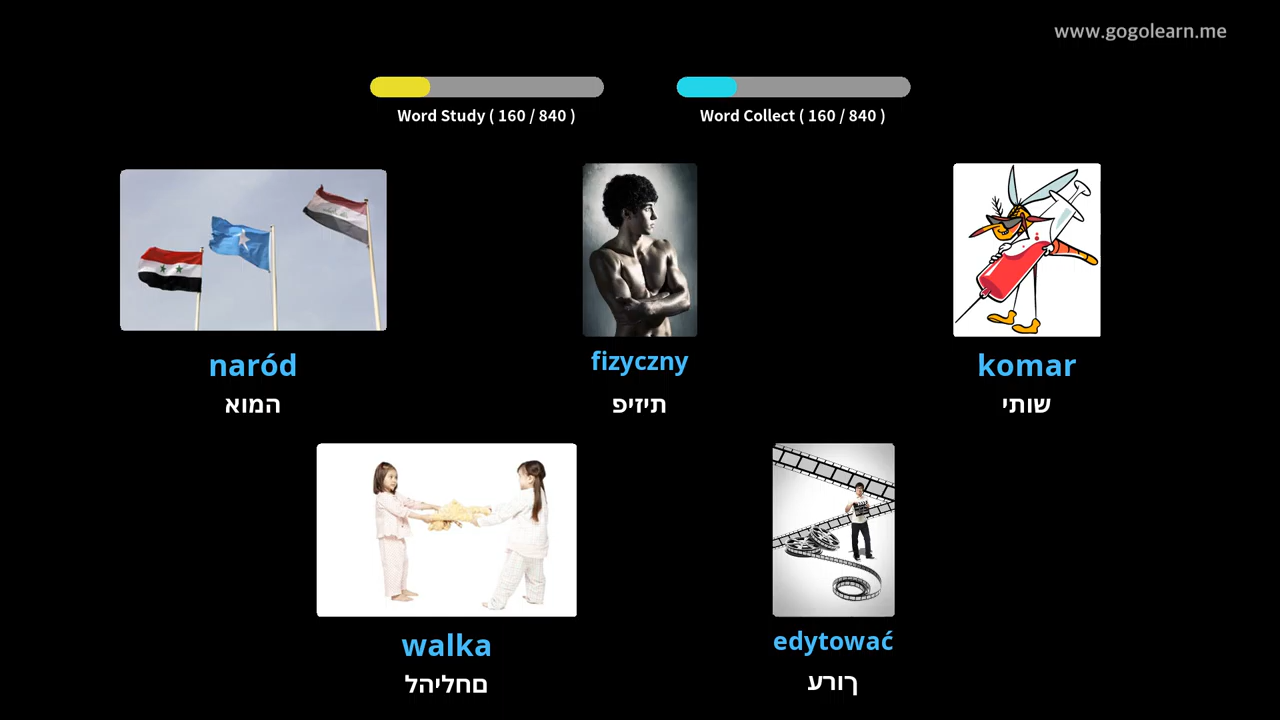 www.gogolearn.me
Word Study ( 160 / 840 )
Word Collect ( 160 / 840 )
naród
המוא
fizyczny
תיזיפ
komar
שותי
walka
םחליהל
edytować
ךורע